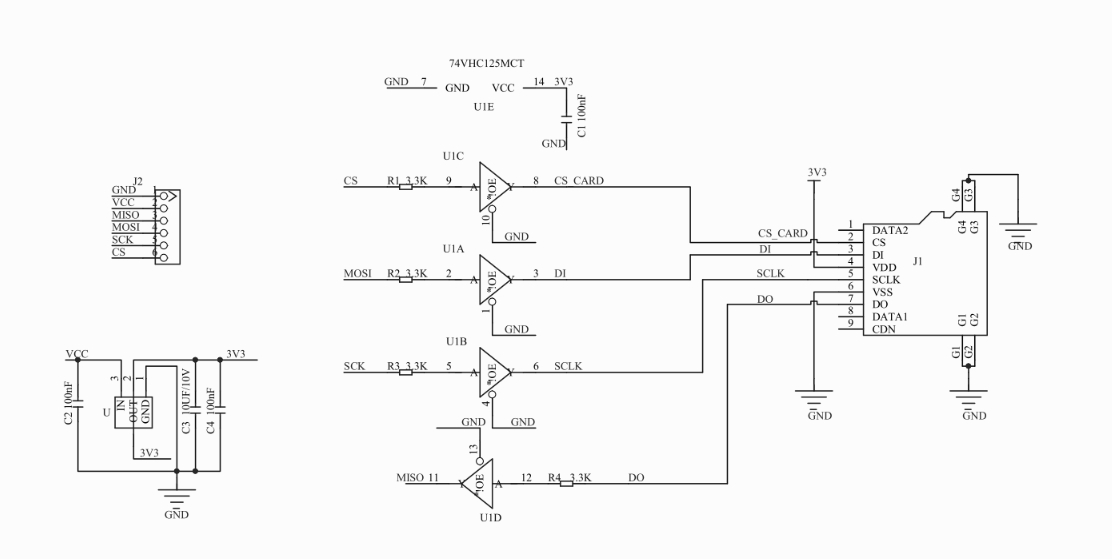 74VHC125MCT
GND 7 GND VCC 14 3V3
U1E
C1 100nF
GND
U1C
CS R1 3.3K 9 A !OE Y 8 CS_CARD
10
GND
U1A
MOSI R2 3.3K 2 A !OE Y 3 DI
1
GND
U1B
SCK R3 3.3K 5 A !OE Y 6 SCLK
4
GND GND
13
MISO 11 Y !OE A 12 R4 3.3K DO
U1D
J2
GND 1
VCC 2
MISO 3
MOSI 4
SCK 5
CS 6
VCC 3V3
3 2 1
U IN OUT GND
C2 100nF
C3 10UF/10V
C4 100nF
3V3
GND
3V3
G4 G3
G4 G3
GND
1 DATA2
CS_CARD 2 CS
DI 3 DI
J1
4 VDD
SCLK 5 SCLK
6 VSS
DO 7 DO
8 DATA1
9 CDN
G1 G2
G1 G2
GND
GND